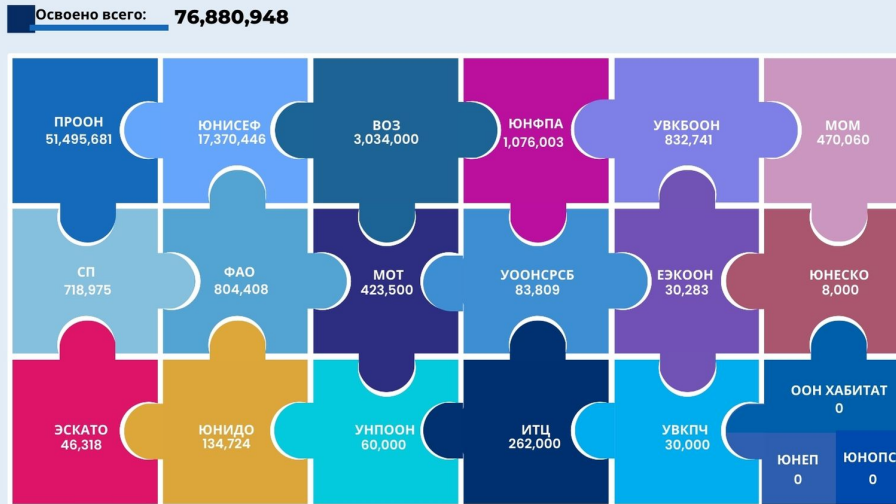 Освоено всего: 76,880,948
ПРООН
51,495,681
ЮНИСЕФ
17,370,446
ВОЗ
3,034,000
ЮНФПА
1,076,003
УВКБООН
832,741
МОМ
470,060
СП
718,975
ФАО
804,408
МОТ
423,500
УООНСРСБ
83,809
ЕЭКООН
30,283
ЮНЕСКО
8,000
ЭСКАТО
46,318
ЮНИДО
134,724
УНПООН
60,000
ИТЦ
262,000
УВКПЧ
30,000
ООН ХАБИТАТ
0
ЮНЕП
0
ЮНОПС
0